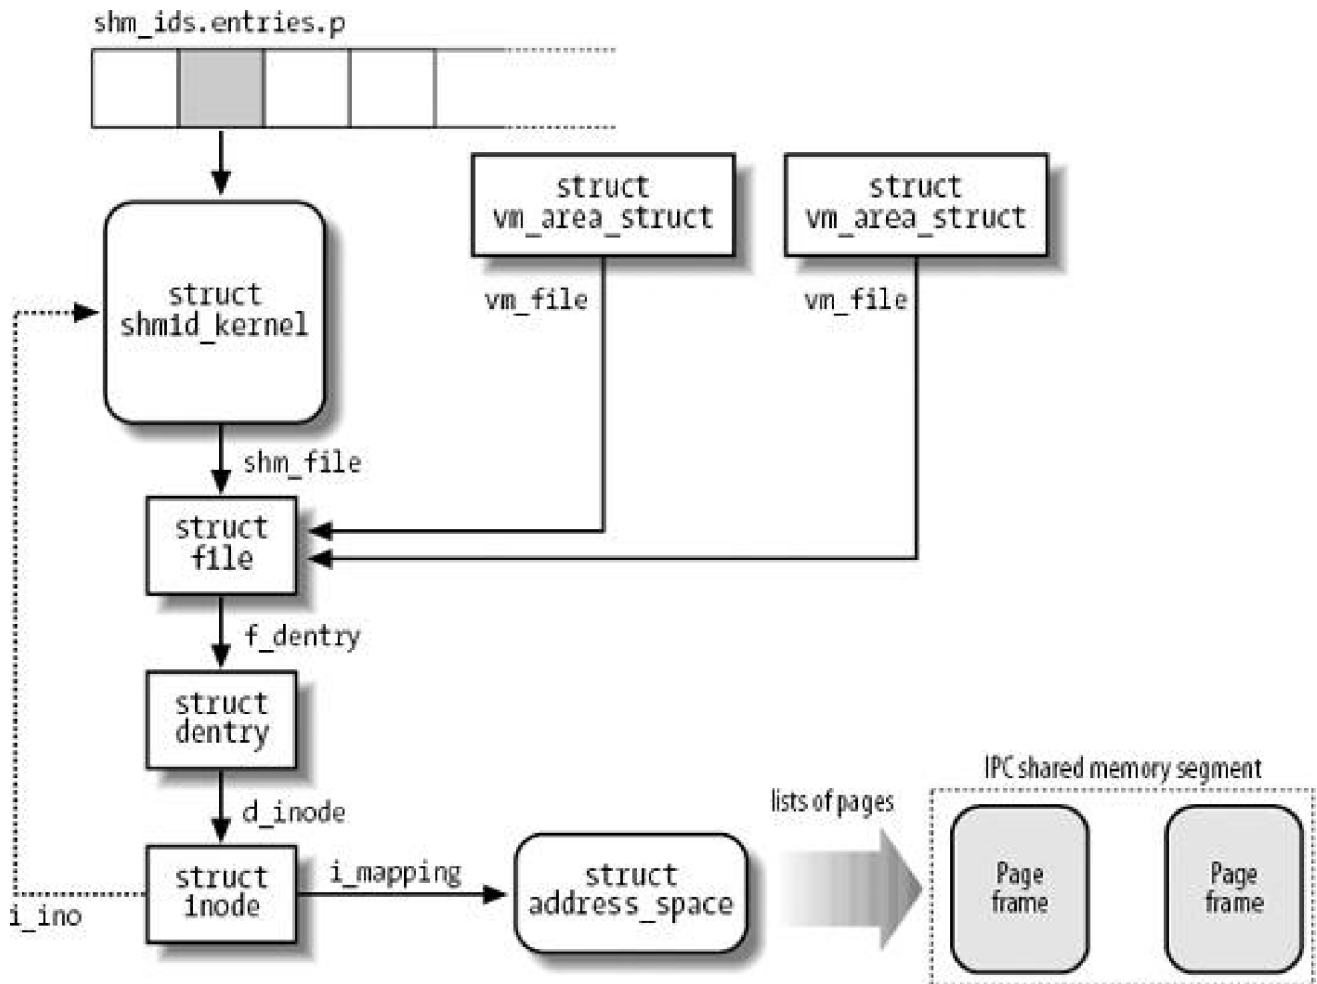 shm_ids.entries.p
struct
vm_area_struct
struct
vm_area_struct
struct
shmid_kernel
vm_file
vm_file
shm_file
struct
file
f_dentry
struct
dentry
IPC shared memory segment
lists of pages
d_inode
struct
inode
i_mapping
struct
address_space
Page
frame
Page
frame
i_ino